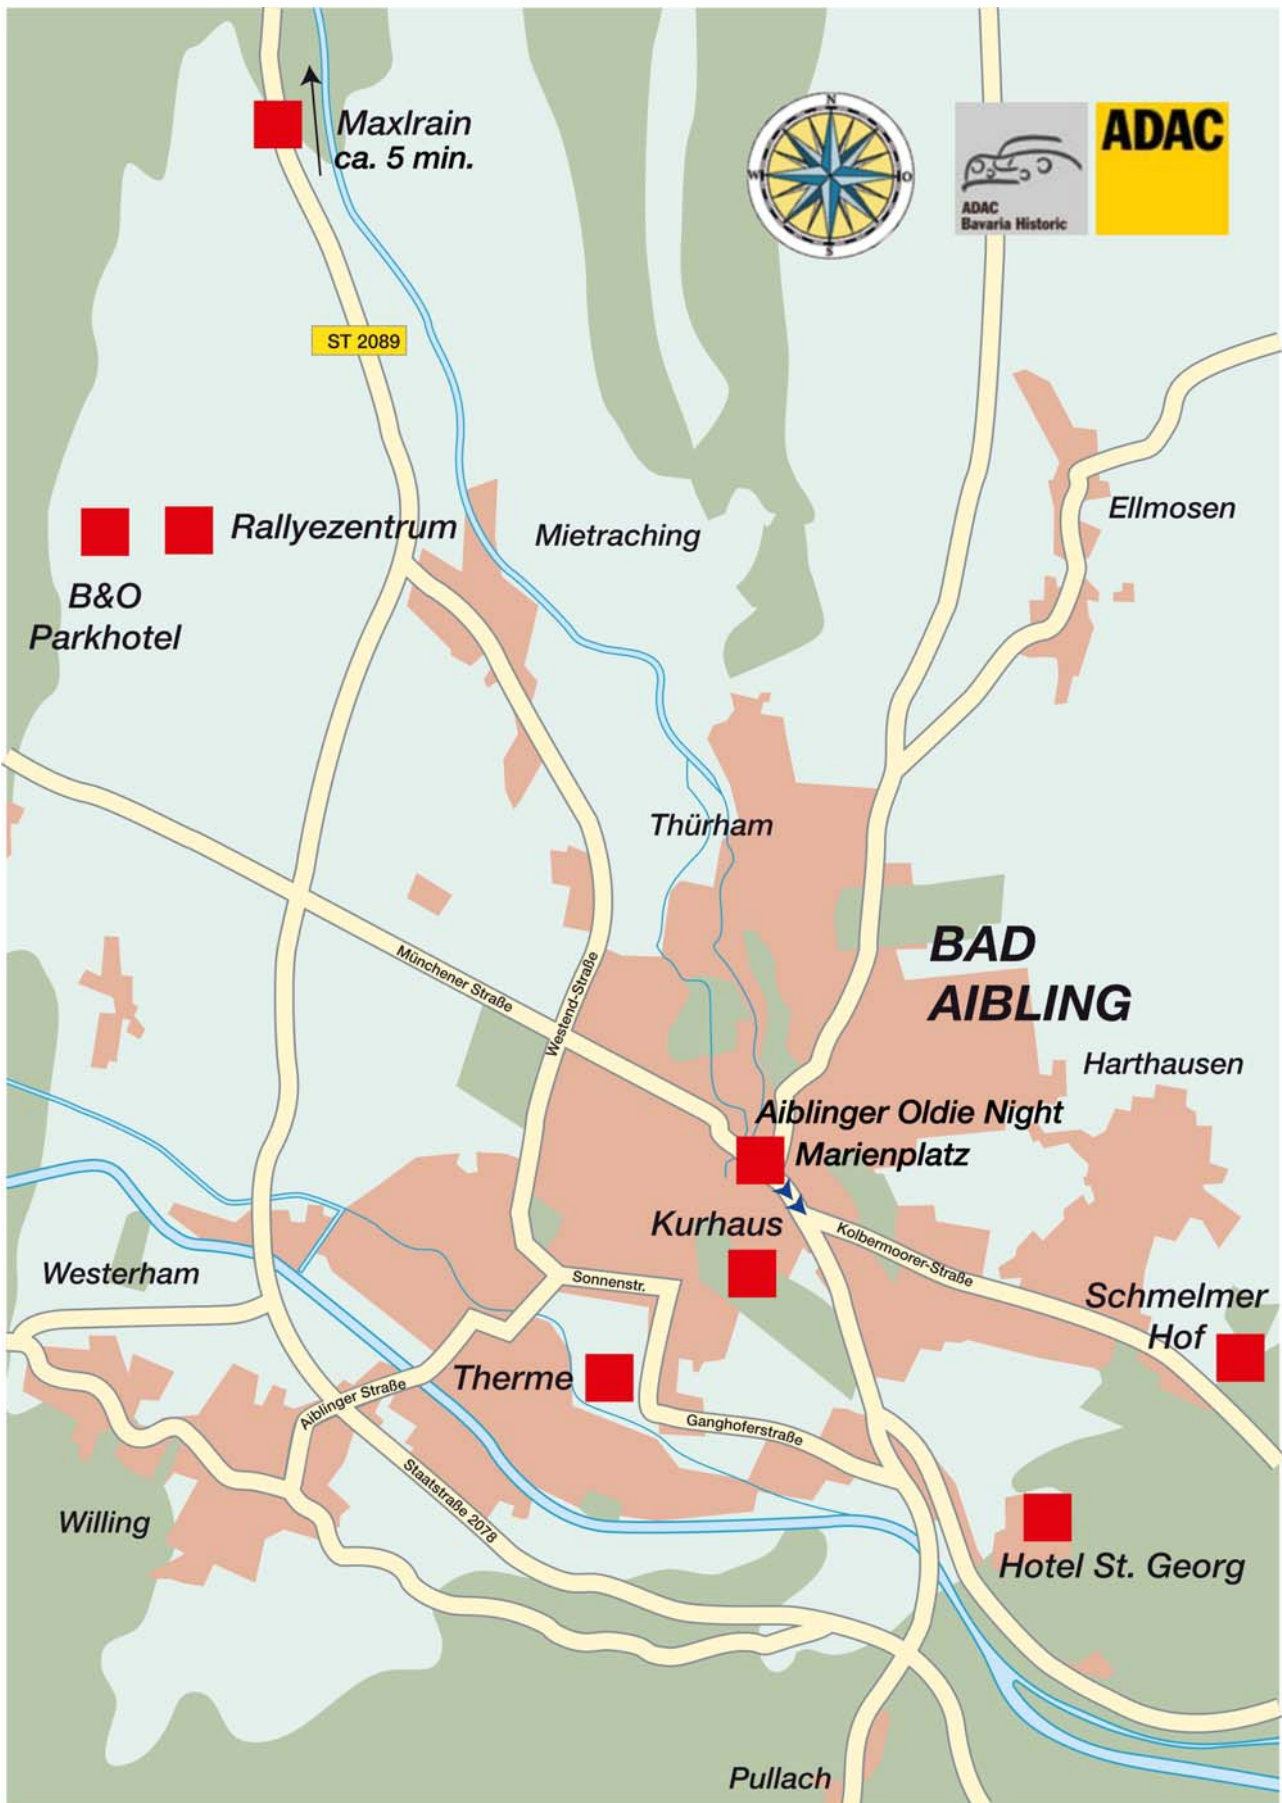 Maxlrain
ca. 5 min.
N
W
O
S
ADAC
Bavaria Historic
ADAC
ST 2089
Rallyezentrum
Mietraching
Ellmosen
B&O
Parkhotel
Thürham
BAD
AIBLING
Münchener Straße
Westend-Straße
Harthausen
Aiblinger Oldie Night
Marienplatz
Kurhaus
Kolbermoorer-Straße
Westerham
Sonnenstr.
Schmelmer
Hof
Therme
Aiblinger Straße
Ganghoferstraße
Staatstraße 2078
Willing
Hotel St. Georg
Pullach